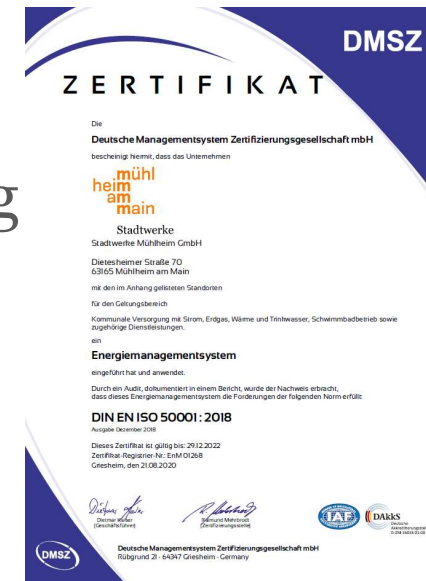 DMSZ
ZERTIFIKAT
g
Die
Deutsche Managementsystem Zertifizierungsgesellschaft mbH
bescheinigt hiermit, dass das Unternehmen
mühl
heim
am
main
Stadtwerke
Stadtwerke Mühlheim GmbH
Dietesheimer Straße 70
63165 Mühlheim am Main
mit den im Anhang gelisteten Standorten
für den Geltungsbereich
Kommunale Versorgung mit Strom, Erdgas, Wärme und Trinkwasser, Schwimmbadbetrieb sowie
zugehörige Dienstleistungen.
ein
Energiemanagementsystem
eingeführt hat und anwendet.
Durch ein Audit, dokumentiert in einem Bericht, wurde der Nachweis erbracht,
dass dieses Energiemanagementsystem die Forderungen der folgenden Norm erfüllt:
DIN EN ISO 50001: 2018
Ausgabe Dezember 2018
Dieses Zertifikat ist gültig bis: 29.12.2022
Zertifikat-Registrier-Nr.: EnM 01268
Griesheim, den 21.08.2020
(Geschäftsführer)
Raimund Mehrbrodt
(Zertifizierungsstelle)
IAF
DAkkS
Deutsche
Akkreditierungsstelle
DMSZ
Deutsche Managementsystem Zertifizierungsgesellschaft mbH
Rübgrund 21 - 64347 Griesheim - Germany